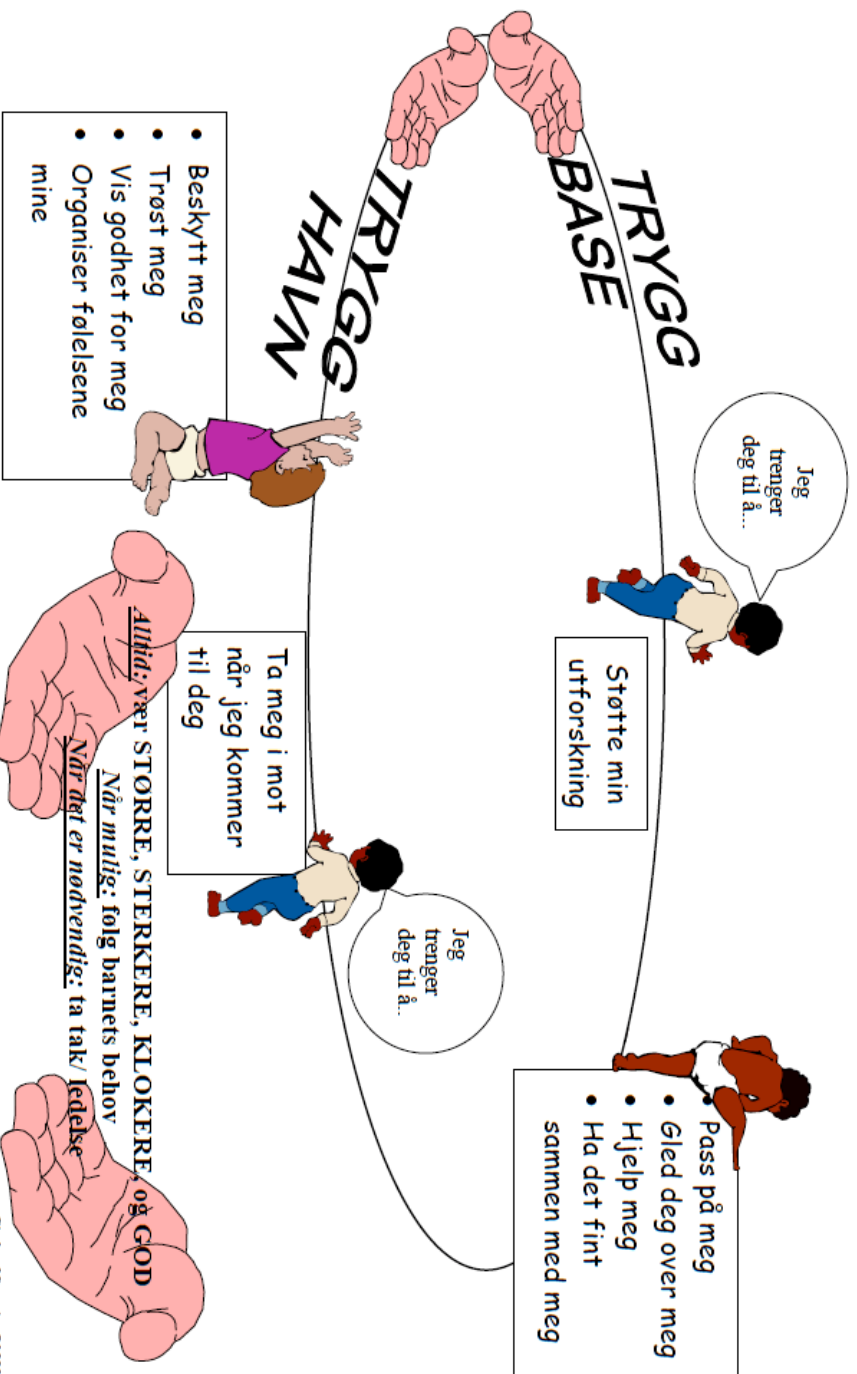 TRYGG
BASE
Jeg
trenger
deg til å...
Støtte min
utforskning
• Pass på meg
• Gled deg over meg
• Hjelp meg
• Ha det fint
sammen med meg
TRYGG
HAVN
Jeg
trenger
deg til å..
Ta meg i mot
når jeg kommer
til deg
• Beskytt meg
• Trøst meg
• Vis godhet for meg
• Organiser følelsene
mine
Alltid: vær STØRRE, STERKERE, KLOKERE, og GOD
Når mulig: følg barnets behov
Når det er nødvendig: ta tak/ ledelse